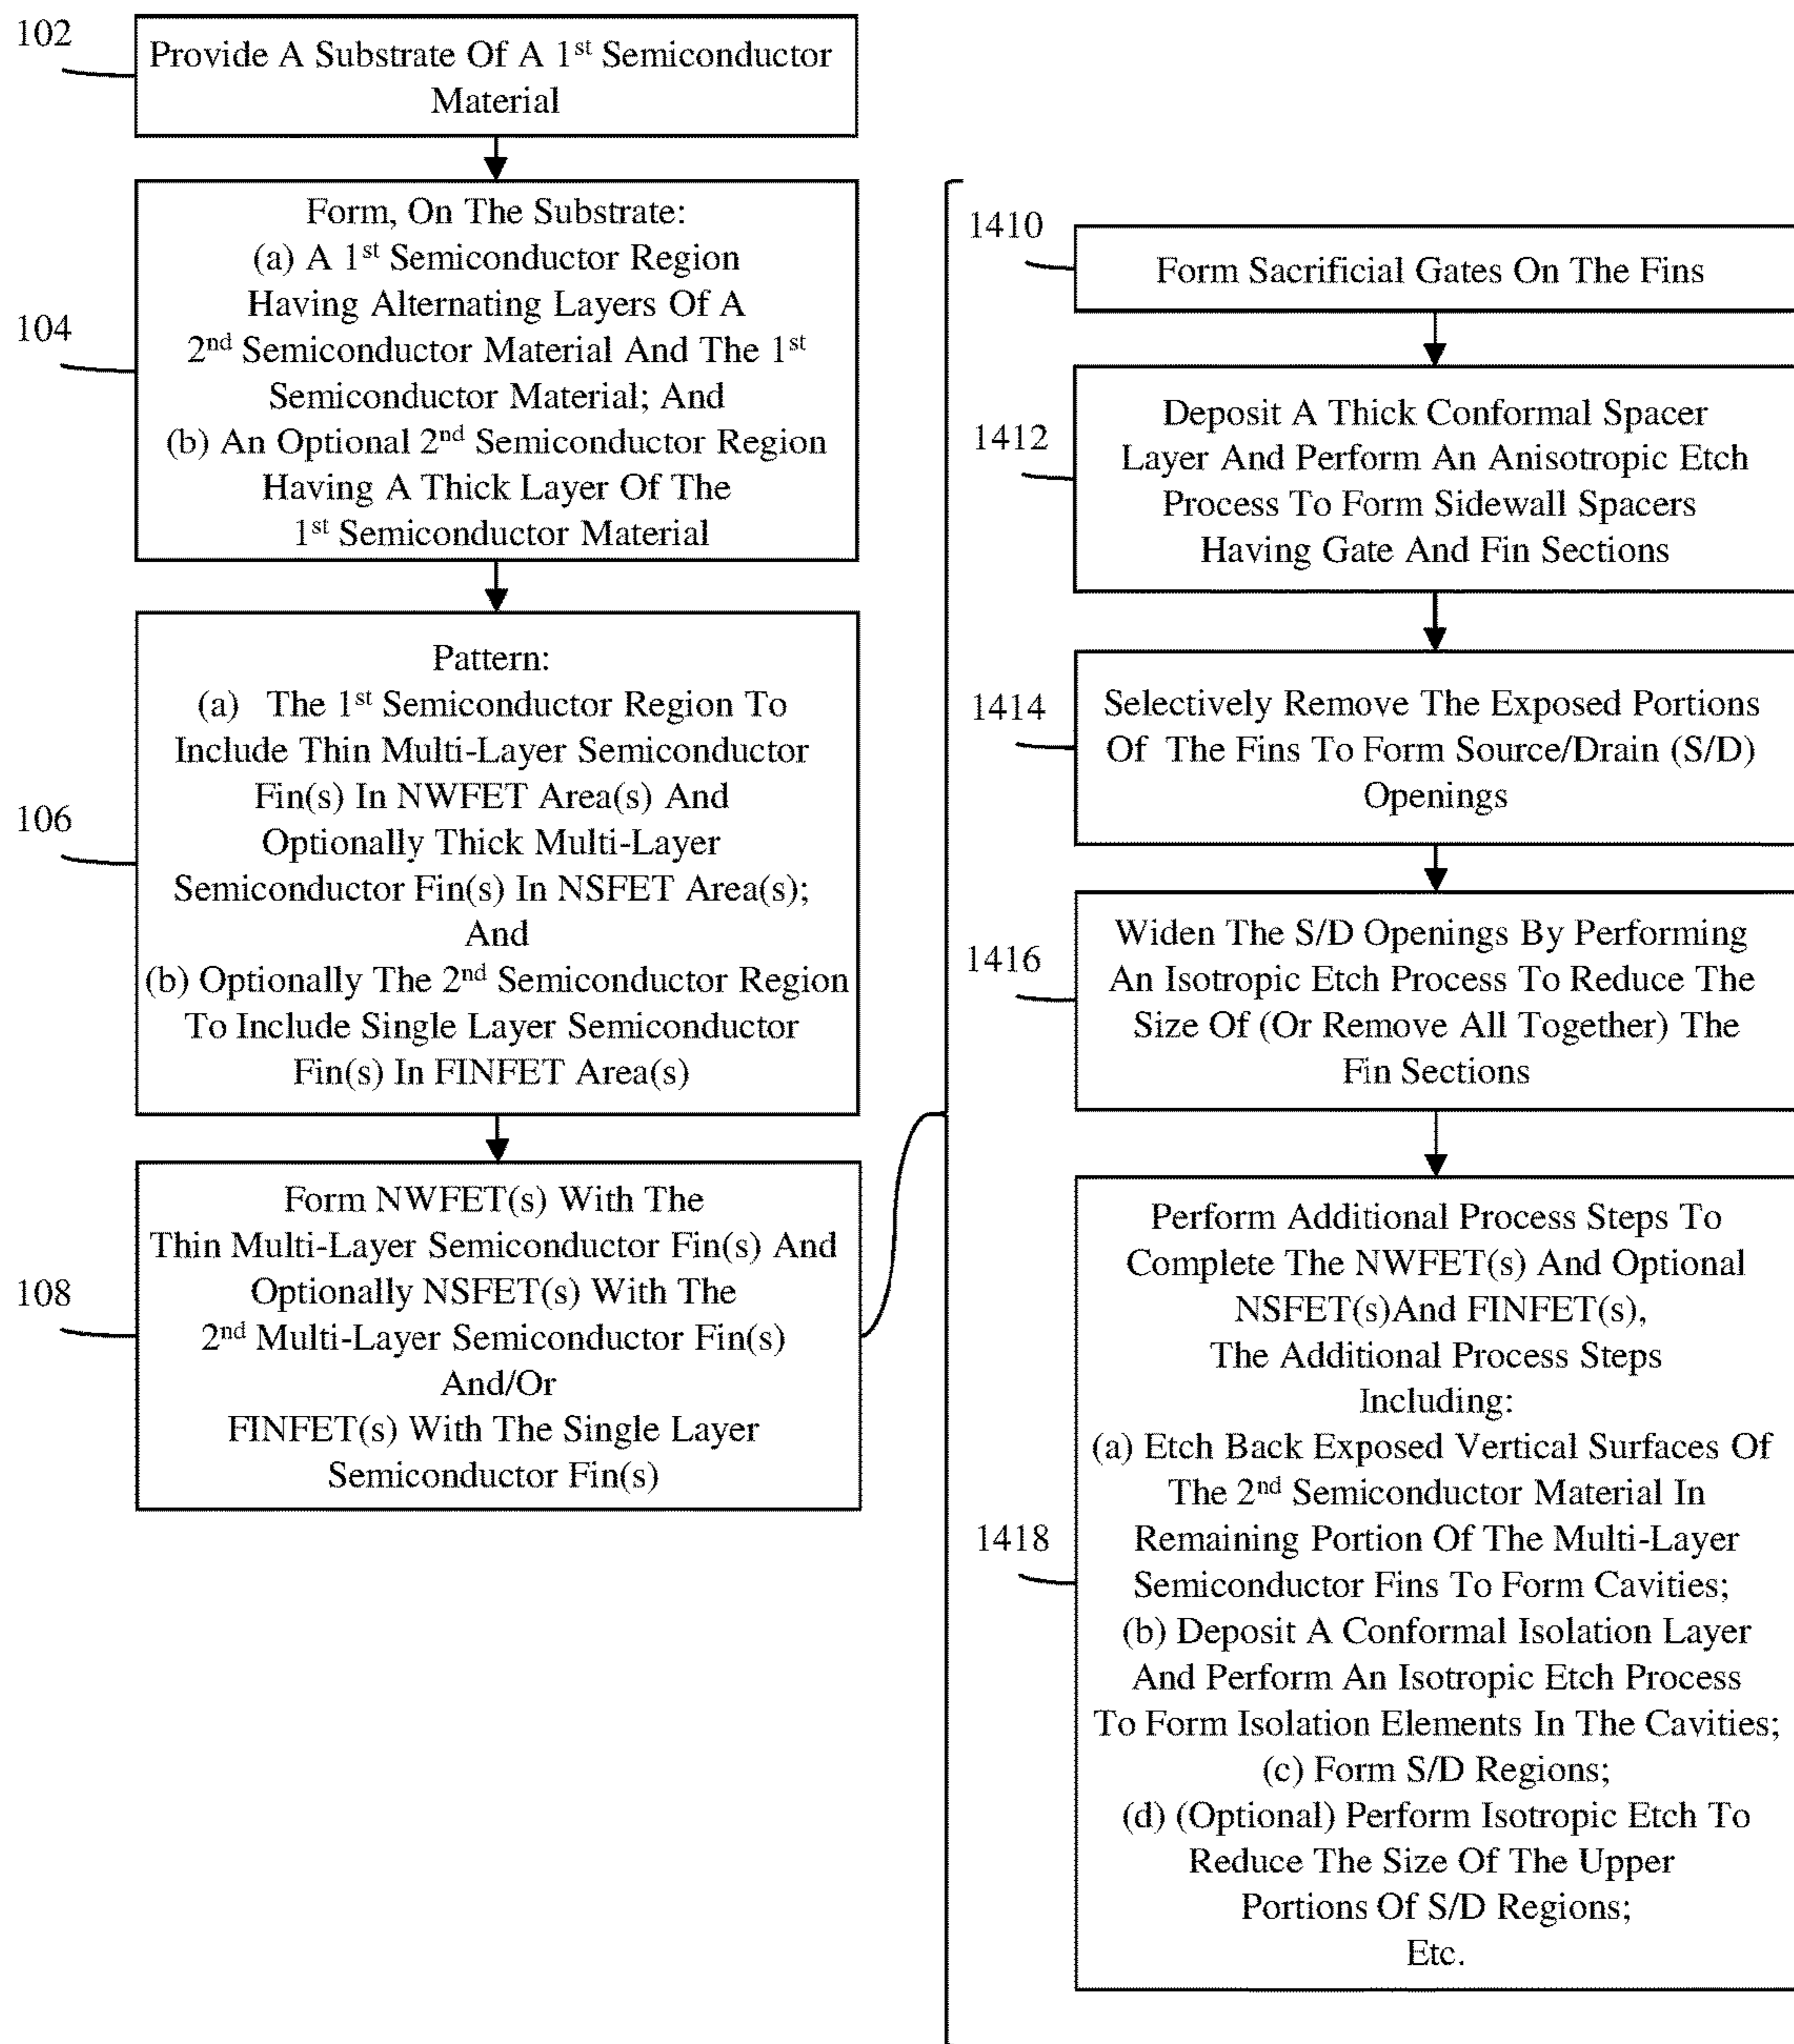 102
Provide A Substrate Of A 1st Semiconductor
Material
104
Form, On The Substrate:
(a) A 1st Semiconductor Region
Having Alternating Layers Of A
2nd Semiconductor Material And The 1st
Semiconductor Material; And
(b) An Optional 2nd Semiconductor Region
Having A Thick Layer Of The
1st Semiconductor Material
106
Pattern:
(a) The 1st Semiconductor Region To
Include Thin Multi-Layer Semiconductor
Fin(s) In NWFET Area(s) And
Optionally Thick Multi-Layer
Semiconductor Fin(s) In NSFET Area(s);
And
(b) Optionally The 2nd Semiconductor Region
To Include Single Layer Semiconductor
Fin(s) In FINFET Area(s)
108
Form NWFET(s) With The
Thin Multi-Layer Semiconductor Fin(s) And
Optionally NSFET(s) With The
2nd Multi-Layer Semiconductor Fin(s)
And/Or
FINFET(s) With The Single Layer
Semiconductor Fin(s)
1410
Form Sacrificial Gates On The Fins
1412
Deposit A Thick Conformal Spacer
Layer And Perform An Anisotropic Etch
Process To Form Sidewall Spacers
Having Gate And Fin Sections
1414
Selectively Remove The Exposed Portions
Of The Fins To Form Source/Drain (S/D)
Openings
1416
Widen The S/D Openings By Performing
An Isotropic Etch Process To Reduce The
Size Of (Or Remove All Together) The
Fin Sections
1418
Perform Additional Process Steps To
Complete The NWFET(s) And Optional
NSFET(s)And FINFET(s),
The Additional Process Steps
Including:
(a) Etch Back Exposed Vertical Surfaces Of
The 2nd Semiconductor Material In
Remaining Portion Of The Multi-Layer
Semiconductor Fins To Form Cavities;
(b) Deposit A Conformal Isolation Layer
And Perform An Isotropic Etch Process
To Form Isolation Elements In The Cavities;
(c) Form S/D Regions;
(d) (Optional) Perform Isotropic Etch To
Reduce The Size Of The Upper
Portions Of S/D Regions;
Etc.